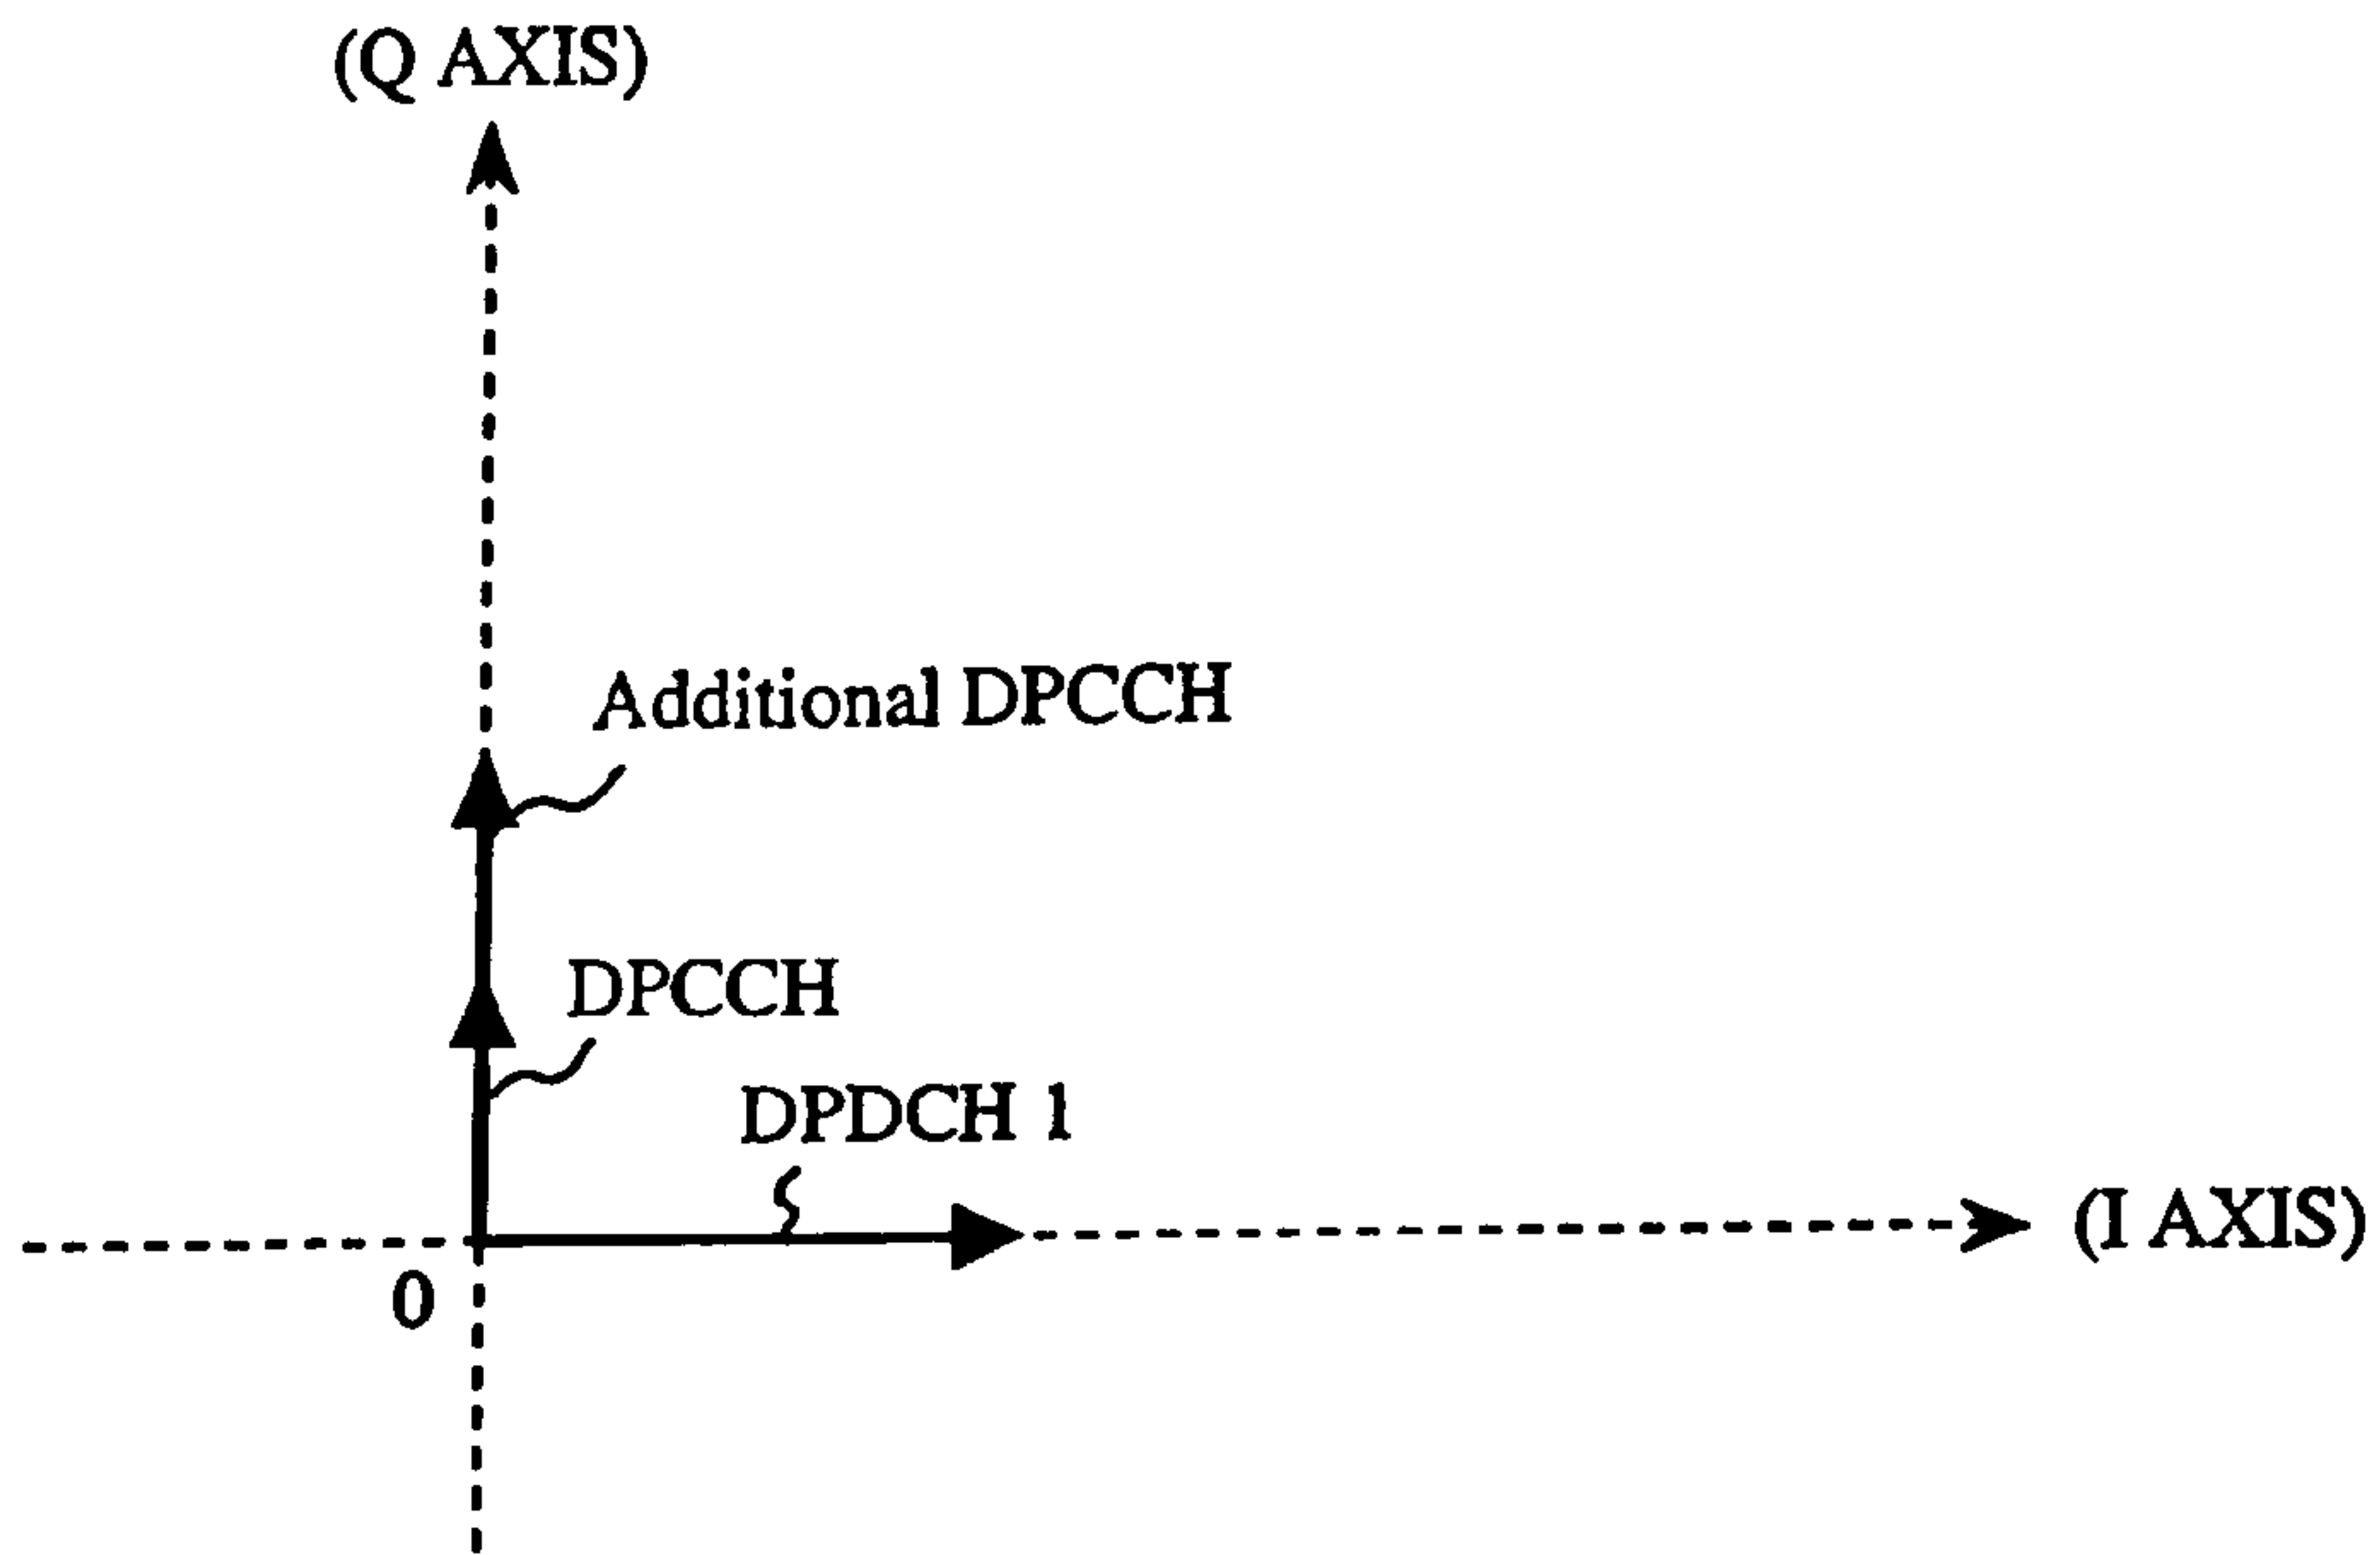 (Q AXIS)
Additional DPCCH
DPCCH
DPDCH 1
(I AXIS)
0